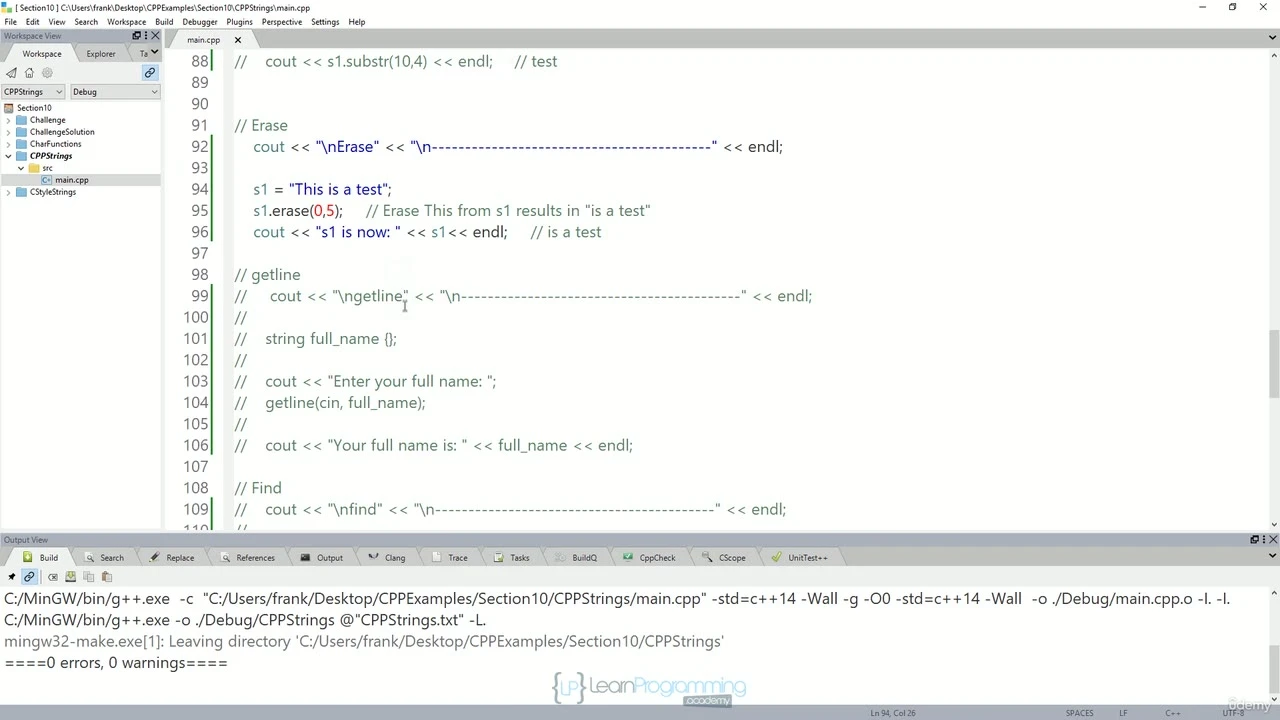 [ Section10 ] C:\Users\frank\Desktop\CPPExamples\Section10\CPPStrings\main.cpp
File Edit View Search Workspace Build Debugger Plugins Perspective Settings Help
Workspace View
main.cpp
Workspace Explorer Ta
CPPStrings Debug
Section10
Challenge
ChallengeSolution
CharFunctions
CPPStrings
src
main.cpp
CStyleStrings
88 // cout << s1.substr(10,4) << endl; // test
89
90
91 // Erase
92 cout << "\nErase" << "\n-----------------------------------------" << endl;
93
94 s1 = "This is a test";
95 s1.erase(0,5); // Erase This from s1 results in "is a test"
96 cout << "s1 is now: " << s1<< endl; // is a test
97
98 // getline
99 // cout << "\ngetline" << "\n-----------------------------------------" << endl;
100 //
101 // string full_name {};
102 //
103 // cout << "Enter your full name: ";
104 // getline(cin, full_name);
105 //
106 // cout << "Your full name is: " << full_name << endl;
107
108 // Find
109 // cout << "\nfind" << "\n-----------------------------------------" << endl;
110 //
Output View
Build Search Replace References Output Clang Trace Tasks BuildQ CppCheck CScope UnitTest++
C:/MinGW/bin/g++.exe -c "C:/Users/frank/Desktop/CPPExamples/Section10/CPPStrings/main.cpp" -std=c++14 -Wall -g -O0 -std=c++14 -Wall -o ./Debug/main.cpp.o -I. -I.
C:/MinGW/bin/g++.exe -o ./Debug/CPPStrings @"CPPStrings.txt" -L.
mingw32-make.exe[1]: Leaving directory 'C:/Users/frank/Desktop/CPPExamples/Section10/CPPStrings'
====0 errors, 0 warnings====
{LP} LearnProgramming
academy
Ln 94, Col 26 SPACES LF C++ UTF-8
ûdemy